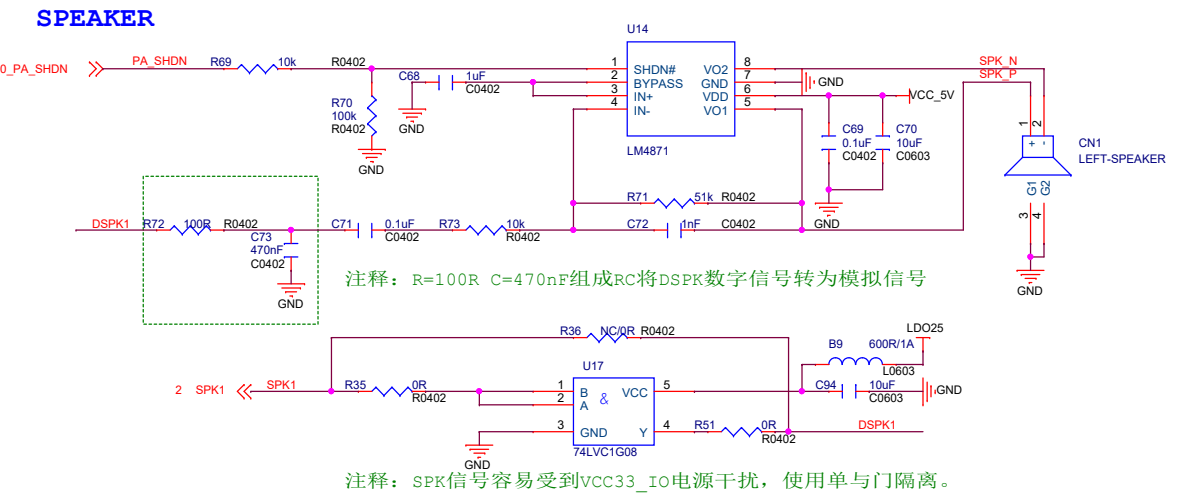 SPEAKER
U14
0_PA_SHDN PA_SHDN R69 10k R0402
C68 1uF C0402
GND
R70 100k R0402
GND
1 SHDN# VO2 8
2 BYPASS GND 7
3 IN+ VDD 6
4 IN- VO1 5
LM4871
SPK_N
SPK_P
GND
VCC_5V
C69 0.1uF C0402
C70 10uF C0603
GND
1 2
+ -
CN1
LEFT-SPEAKER
G1 G2
3 4
GND
R71 51k R0402
DSPK1 R72 100R R0402
C73 470nF C0402
GND
C71 0.1uF C0402
R73 10k R0402
C72 1nF C0402
注释：R=100R C=470nF组成RC将DSPK数字信号转为模拟信号
R36 NC/0R R0402
LDO25
B9 600R/1A L0603
U17
2 SPK1 SPK1 R35 0R R0402
1 B VCC 5
2 A &
3 GND Y 4
74LVC1G08
GND
C94 10uF C0603
GND
R51 0R R0402
DSPK1
注释：SPK信号容易受到VCC33_IO电源干扰，使用单与门隔离。